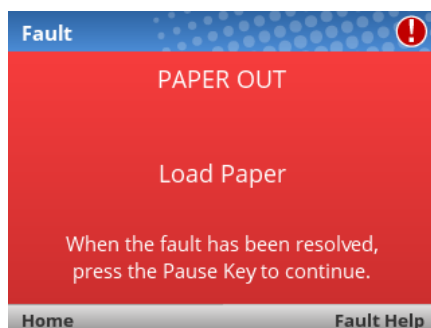 Fault
PAPER OUT
Load Paper
When the fault has been resolved,
press the Pause Key to continue.
Home
Fault Help